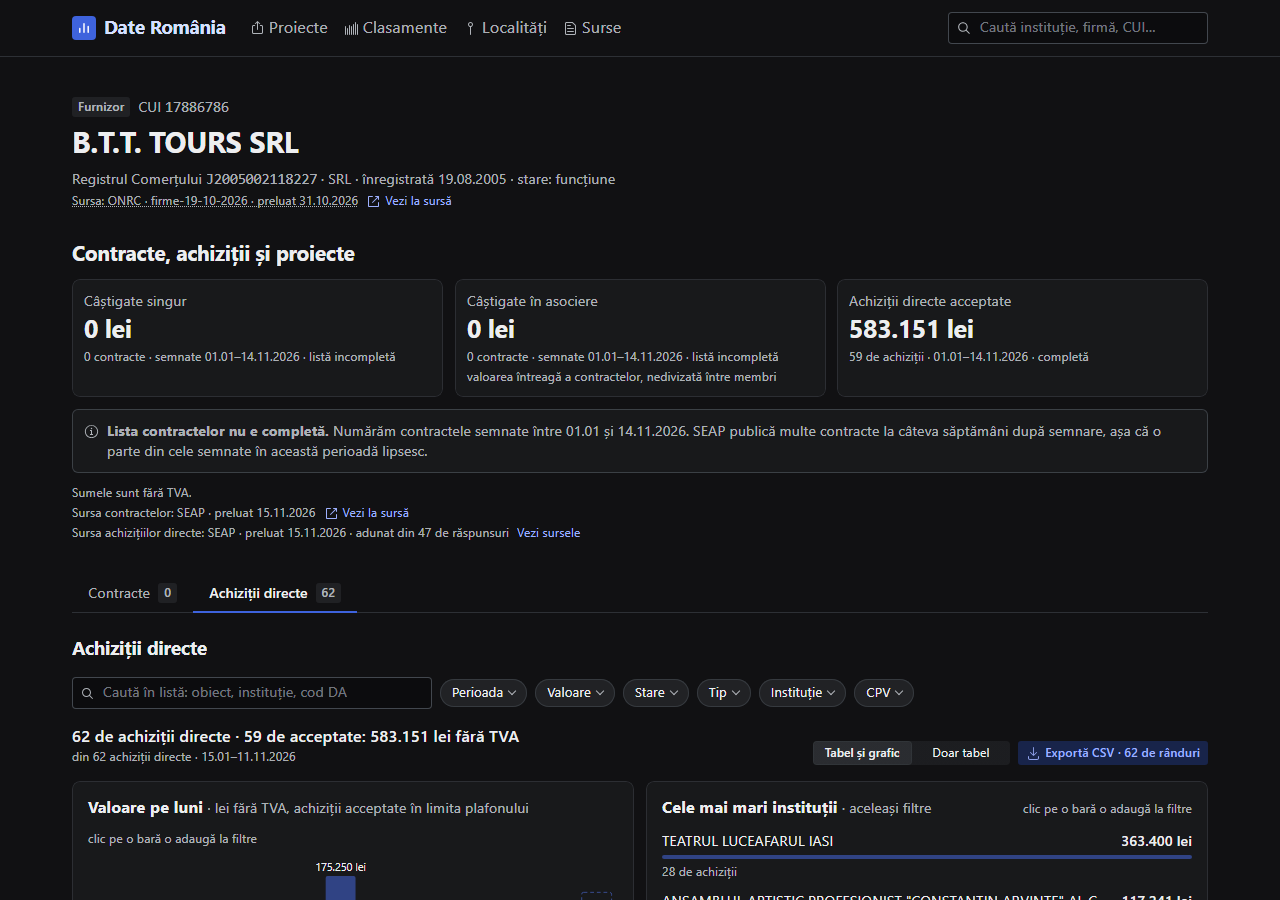 Date România
Proiecte
Clasamente
Localități
Surse
Caută instituție, firmă, CUI...
Furnizor CUI 17886786
B.T.T. TOURS SRL
Registrul Comerțului J2005002118227 · SRL · înregistrată 19.08.2005 · stare: funcțiune
Sursa: ONRC · firme-19-10-2026 · preluat 31.10.2026 Vezi la sursă
Contracte, achiziții și proiecte
Câștigate singur
0 lei
0 contracte · semnate 01.01–14.11.2026 · listă incompletă
Câștigate în asociere
0 lei
0 contracte · semnate 01.01–14.11.2026 · listă incompletă
valoarea întreagă a contractelor, nedivizată între membri
Achiziții directe acceptate
583.151 lei
59 de achiziții · 01.01–14.11.2026 · completă
Lista contractelor nu e completă. Numărăm contractele semnate între 01.01 și 14.11.2026. SEAP publică multe contracte la câteva săptămâni după semnare, așa că o
parte din cele semnate în această perioadă lipsesc.
Sumele sunt fără TVA.
Sursa contractelor: SEAP · preluat 15.11.2026 Vezi la sursă
Sursa achizițiilor directe: SEAP · preluat 15.11.2026 · adunat din 47 de răspunsuri Vezi sursele
Contracte 0
Achiziții directe 62
Achiziții directe
Caută în listă: obiect, instituție, cod DA
Perioada
Valoare
Stare
Tip
Instituție
CPV
62 de achiziții directe · 59 de acceptate: 583.151 lei fără TVA
din 62 achiziții directe · 15.01–11.11.2026
Tabel și grafic
Doar tabel
Exportă CSV · 62 de rânduri
Valoare pe luni · lei fără TVA, achiziții acceptate în limita plafonului
clic pe o bară o adaugă la filtre
175.250 lei
Cele mai mari instituții · aceleași filtre
clic pe o bară o adaugă la filtre
TEATRUL LUCEAFARUL IASI 363.400 lei
28 de achiziții
ANSAMBLUL ARTISTIC PROFESIONIST "CONSTANTIN ARVINTE" AL C... 117.241 lei